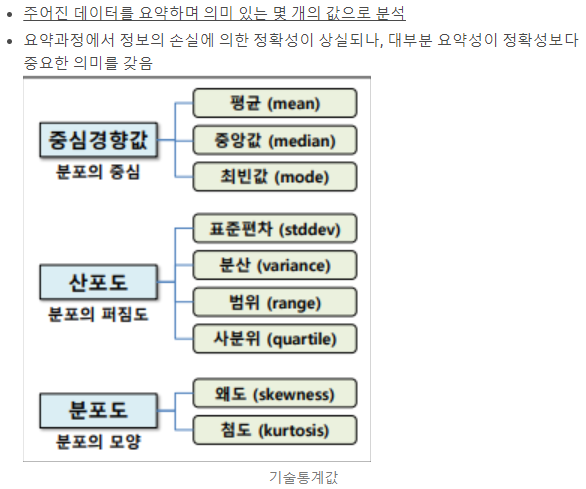 주어진 데이터를 요약하며 의미 있는 몇 개의 값으로 분석
요약과정에서 정보의 손실에 의한 정확성이 상실되나, 대부분 요약성이 정확성보다
중요한 의미를 갖음
중심경향값
분포의 중심
평균 (mean)
중앙값 (median)
최빈값 (mode)
산포도
분포의 퍼짐도
표준편차 (stddev)
분산 (variance)
범위 (range)
사분위 (quartile)
분포도
분포의 모양
왜도 (skewness)
첨도 (kurtosis)
기술통계값